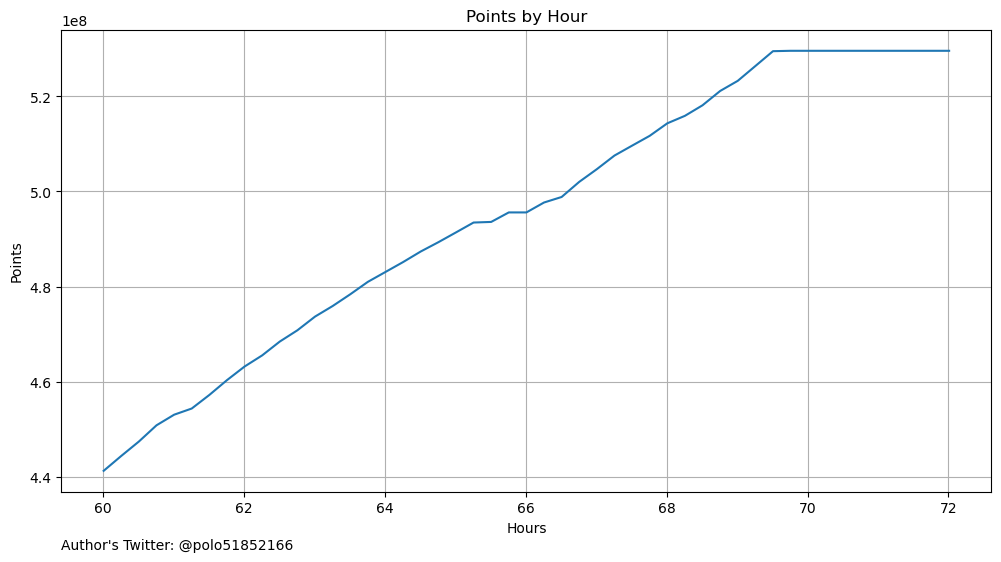 Points by Hour
1e8
5.2
5.0
4.8
4.6
4.4
Points
60 62 64 66 68 70 72
Hours
Author's Twitter: @polo51852166